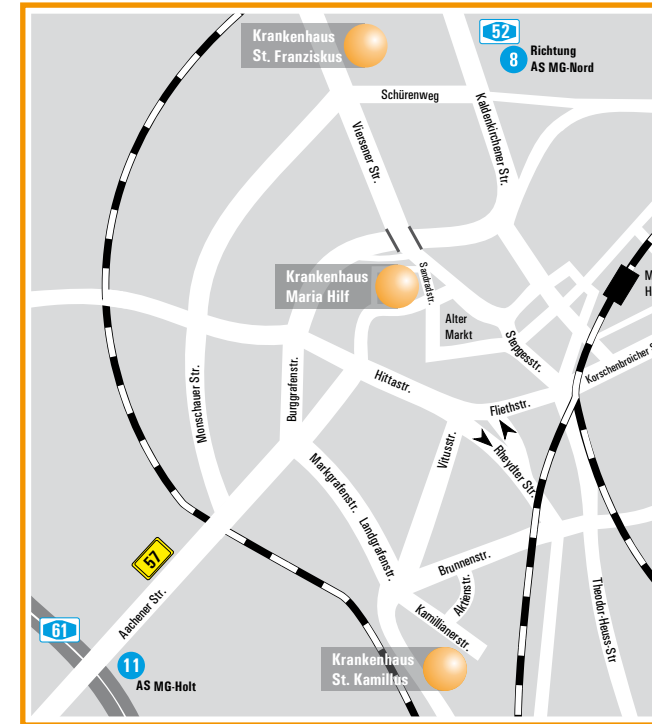 Krankenhaus
St. Franziskus
52
8
Richtung
AS MG-Nord
Schürenweg
Viersener Str.
Kaldenkirchener Str.
Krankenhaus
Maria Hilf
Sandradstr.
Alter
Markt
Stepgesstr.
M
H
Korschenbroicher S
Monschauer Str.
Burggrafenstr.
Hittastr.
Fliethstr.
Vitusstr.
Rheydter Str.
Markgrafenstr.
Landgrafenstr.
Brunnenstr.
Aktienstr.
Kamillianerstr.
Theodor-Heuss-Str
57
Aachener Str.
61
11
AS MG-Holt
Krankenhaus
St. Kamillus